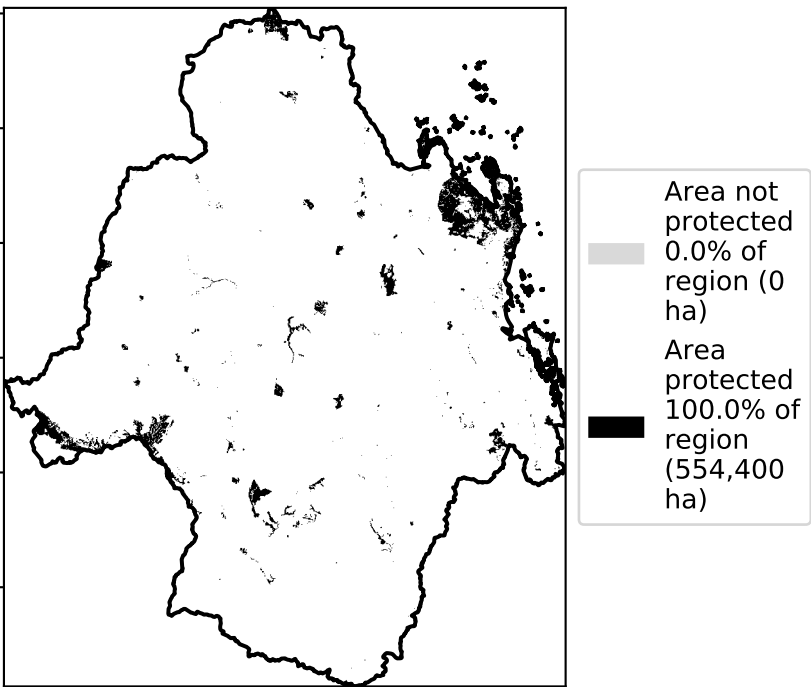 Area not
protected
0.0% of
region (0
ha)
Area
protected
100.0% of
region
(554,400
ha)